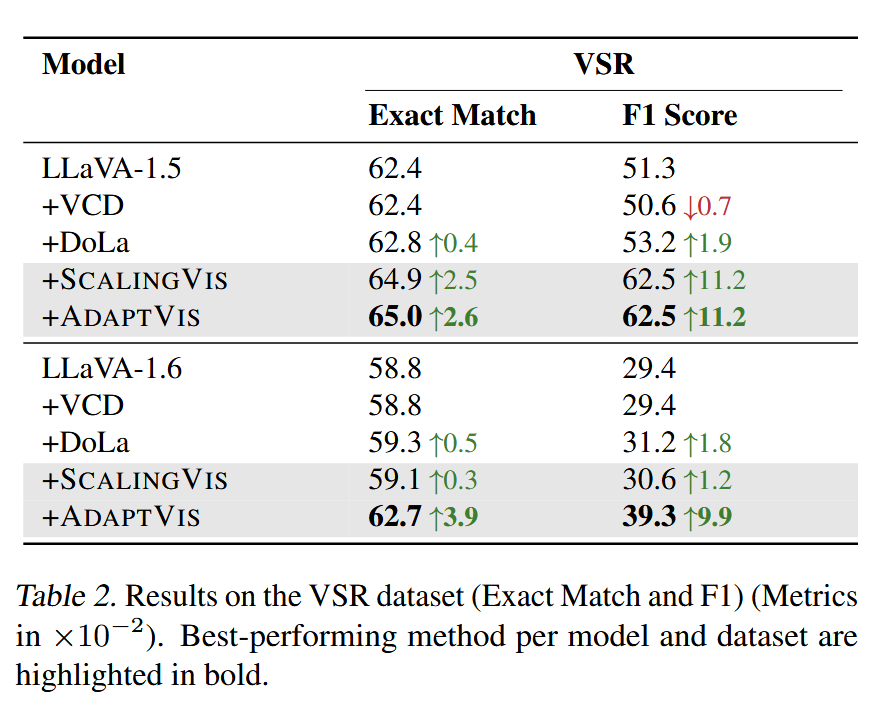 Model VSR
Exact Match F1 Score
LLaVA-1.5 62.4 51.3
+VCD 62.4 50.6 ↓0.7
+DoLa 62.8 ↑0.4 53.2 ↑1.9
+SCALINGVIS 64.9 ↑2.5 62.5 ↑11.2
+ADAPTVIS 65.0 ↑2.6 62.5 ↑11.2
LLaVA-1.6 58.8 29.4
+VCD 58.8 29.4
+DoLa 59.3 ↑0.5 31.2 ↑1.8
+SCALINGVIS 59.1 ↑0.3 30.6 ↑1.2
+ADAPTVIS 62.7 ↑3.9 39.3 ↑9.9
Table 2. Results on the VSR dataset (Exact Match and F1) (Metrics
in ×10⁻²). Best-performing method per model and dataset are
highlighted in bold.